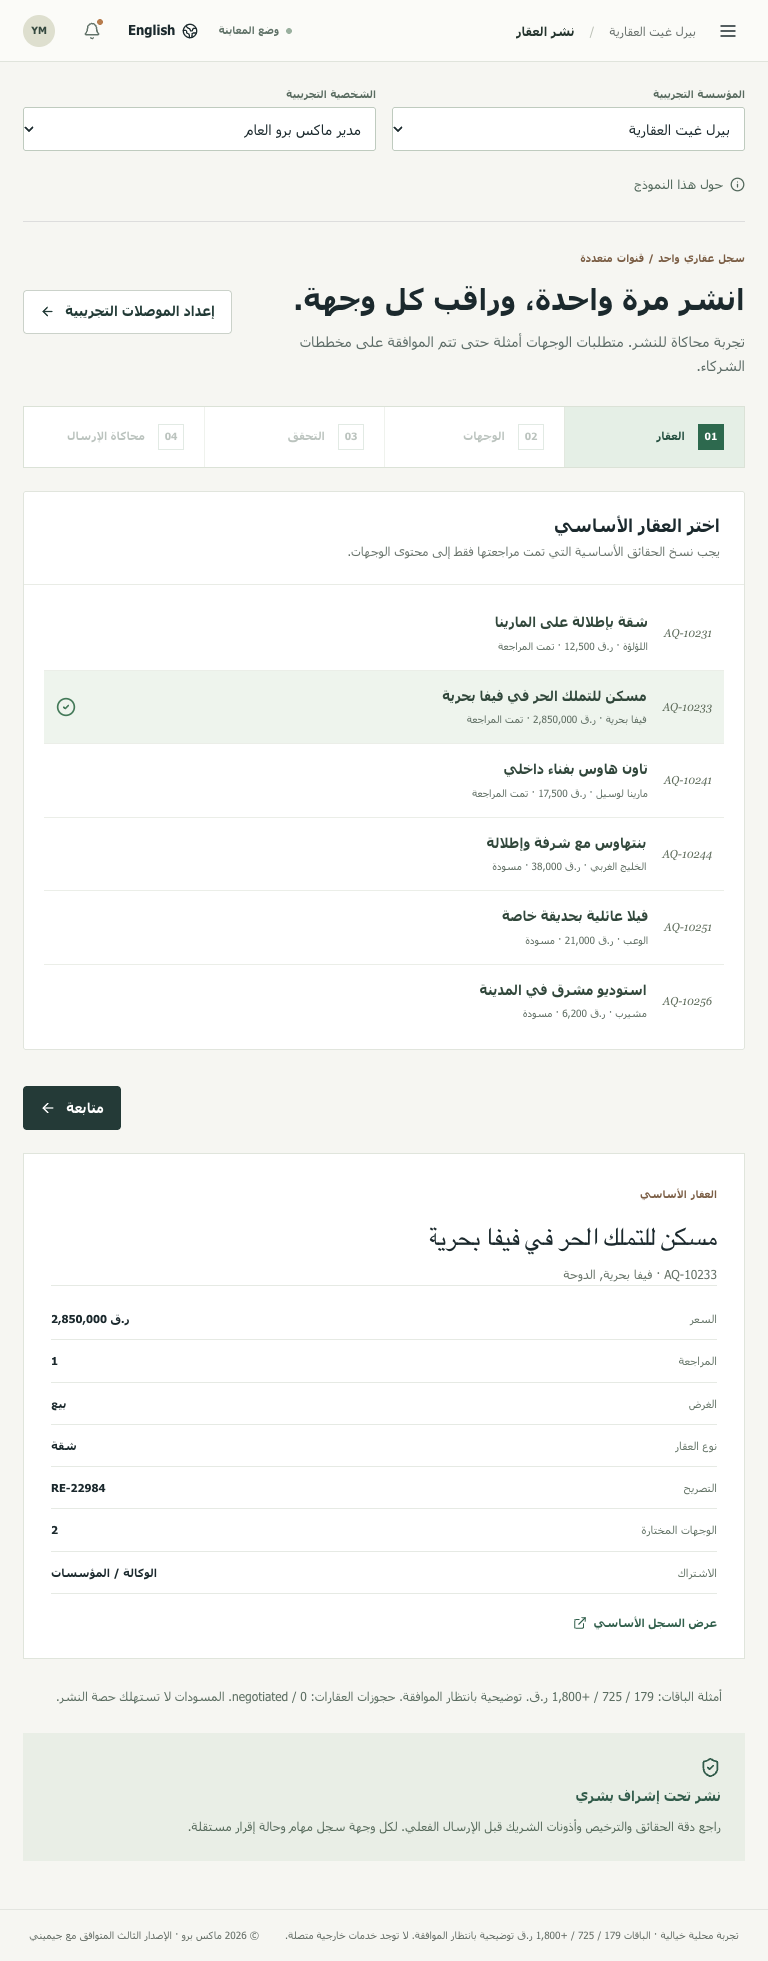 بيرل غيت العقارية / نشر العقار
وضع المعاينة
English
YM
المؤسسة التجريبية
بيرل غيت العقارية
الشخصية التجريبية
مدير ماكس برو العام
حول هذا النموذج
سجل عقاري واحد / قنوات متعددة
انشر مرة واحدة، وراقب كل وجهة.
تجربة محاكاة للنشر. متطلبات الوجهات أمثلة حتى تتم الموافقة على مخططات
الشركاء.
إعداد الموصلات التجريبية
01 العقار
02 الوجهات
03 التحقق
04 محاكاة الإرسال
اختر العقار الأساسي
يجب نسخ الحقائق الأساسية التي تمت مراجعتها فقط إلى محتوى الوجهات.
AQ-10231
شقة بإطلالة على المارينا
اللؤلؤة · ر.ق 12,500 · تمت المراجعة
AQ-10233
مسكن للتملك الحر في فيفا بحرية
فيفا بحرية · ر.ق 2,850,000 · تمت المراجعة
AQ-10241
تاون هاوس بفناء داخلي
مارينا لوسيل · ر.ق 17,500 · تمت المراجعة
AQ-10244
بنتهاوس مع شرفة وإطلالة
الخليج الغربي · ر.ق 38,000 · مسودة
AQ-10251
فيلا عائلية بحديقة خاصة
الوعب · ر.ق 21,000 · مسودة
AQ-10256
استوديو مشرق في المدينة
مشيرب · ر.ق 6,200 · مسودة
متابعة
العقار الأساسي
مسكن للتملك الحر في فيفا بحرية
AQ-10233 · فيفا بحرية, الدوحة
السعر ر.ق 2,850,000
المراجعة 1
الغرض بيع
نوع العقار شقة
التصريح RE-22984
الوجهات المختارة 2
الاشتراك الوكالة / المؤسسات
عرض السجل الأساسي
أمثلة الباقات: 179 / 725 / +1,800 ر.ق. توضيحية بانتظار الموافقة. حجوزات العقارات: 0 / negotiated. المسودات لا تستهلك حصة النشر.
نشر تحت إشراف بشري
راجع دقة الحقائق والترخيص وأذونات الشريك قبل الإرسال الفعلي. لكل وجهة سجل مهام وحالة إقرار مستقلة.
تجربة محلية خيالية · الباقات 179 / 725 / +1,800 ر.ق توضيحية بانتظار الموافقة. لا توجد خدمات خارجية متصلة.
© 2026 ماكس برو · الإصدار الثالث المتوافق مع جيميني